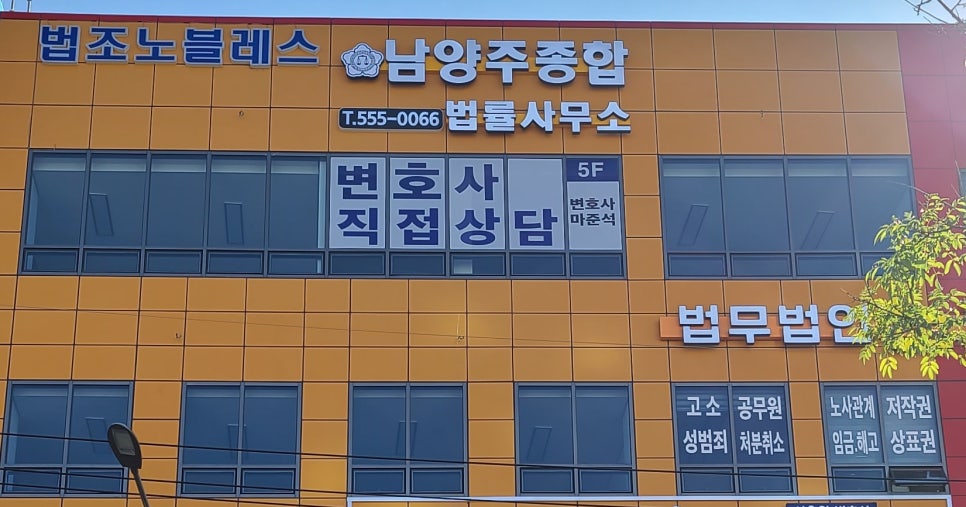 법조노블레스
남양주종합
T.555-0066 법률사무소
변호사
직접상담
5F
변호사
마준석
법무법인
고소 공무원
성범죄 처분취소
노사관계 저작권
임금.해고 상표권